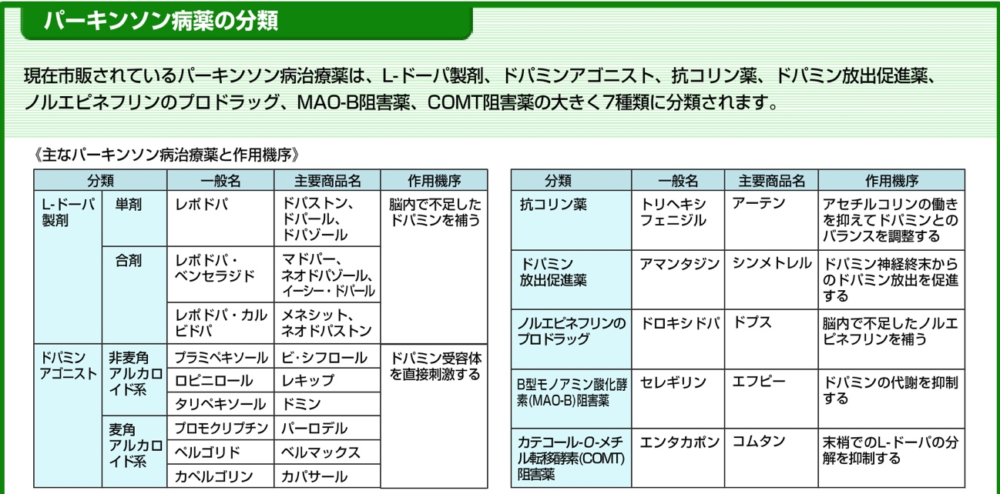 パーキンソン病薬の分類
現在市販されているパーキンソン病治療薬は、L-ドーパ製剤、ドパミンアゴニスト、抗コリン薬、ドパミン放出促進薬、
ノルエピネフリンのプロドラッグ、MAO-B阻害薬、COMT阻害薬の大きく7種類に分類されます。
《主なパーキンソン病治療薬と作用機序》
分類 一般名 主要商品名 作用機序
L-ドーパ
製剤
単剤
レボドパ
ドパストン、
ドパール、
ドパゾール
脳内で不足した
ドパミンを補う
合剤
レボドパ・
ベンセラジド
マドパー、
ネオドパゾール、
イーシー・ドパール
レボドパ・カル
ビドパ
メネシット、
ネオドパストン
ドパミン
アゴニスト
非麦角
アルカロ
イド系
プラミペキソール ビ・シフロール
ドパミン受容体
を直接刺激する
ロピニロール レキップ
タリペキソール ドミン
麦角
アルカロ
イド系
ブロモクリプチン パーロデル
ペルゴリド ペルマックス
カベルゴリン カバサール
分類 一般名 主要商品名 作用機序
抗コリン薬
トリヘキシ
フェニジル
アーテン
アセチルコリンの働き
を抑えてドパミンとの
バランスを調整する
ドパミン
放出促進薬
アマンタジン
シンメトレル
ドパミン神経終末から
のドパミン放出を促進
する
ノルエピネフリンの
プロドラッグ
ドロキシドパ
ドプス
脳内で不足したノルエ
ピネフリンを補う
B型モノアミン酸化酵
素(MAO-B)阻害薬
セレギリン
エフピー
ドパミンの代謝を抑制
する
カテコール-O-メチ
ル転移酵素(COMT)
阻害薬
エンタカポン
コムタン
末梢でのL-ドーパの分
解を抑制する